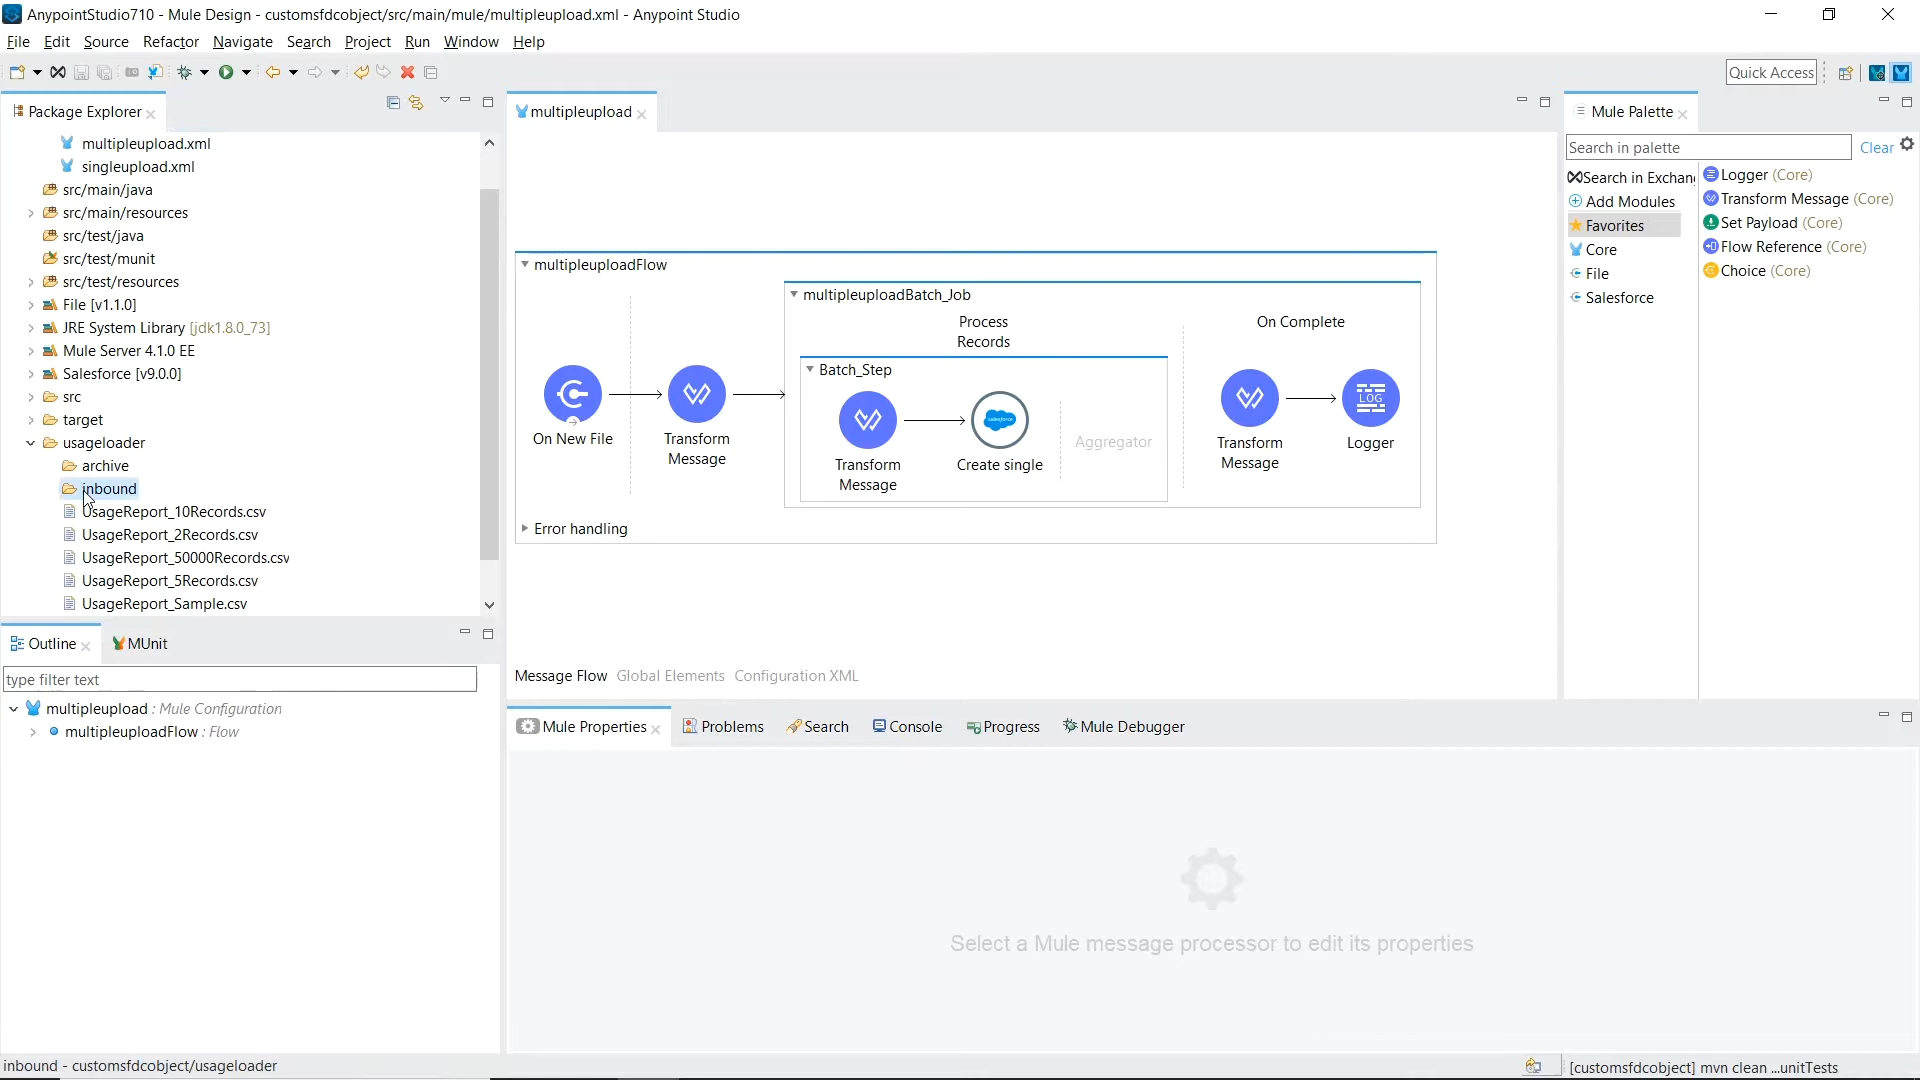 AnypointStudio710 - Mule Design - customsfdcobject/src/main/mule/multipleupload.xml - Anypoint Studio
File Edit Source Refactor Navigate Search Project Run Window Help
Quick Access
Package Explorer
multipleupload.xml
singleupload.xml
src/main/java
src/main/resources
src/test/java
src/test/munit
src/test/resources
File [v1.1.0]
JRE System Library [jdk1.8.0_73]
Mule Server 4.1.0 EE
Salesforce [v9.0.0]
src
target
usageloader
archive
inbound
UsageReport_10Records.csv
UsageReport_2Records.csv
UsageReport_50000Records.csv
UsageReport_5Records.csv
UsageReport_Sample.csv
Outline MUnit
type filter text
multipleupload : Mule Configuration
multipleuploadFlow : Flow
multipleupload
multipleuploadFlow
multipleuploadBatch_Job
Process
Records
On Complete
Batch_Step
On New File
Transform
Message
Transform
Message
salesforce
Create single
Aggregator
Transform
Message
LOG
Logger
Error handling
Message Flow Global Elements Configuration XML
Mule Palette
Search in palette
Clear
Search in Exchan
Add Modules
Favorites
Core
File
Salesforce
Logger (Core)
Transform Message (Core)
Set Payload (Core)
Flow Reference (Core)
Choice (Core)
Mule Properties Problems Search Console Progress Mule Debugger
Select a Mule message processor to edit its properties
inbound - customsfdcobject/usageloader
[customsfdcobject] mvn clean ...unitTests